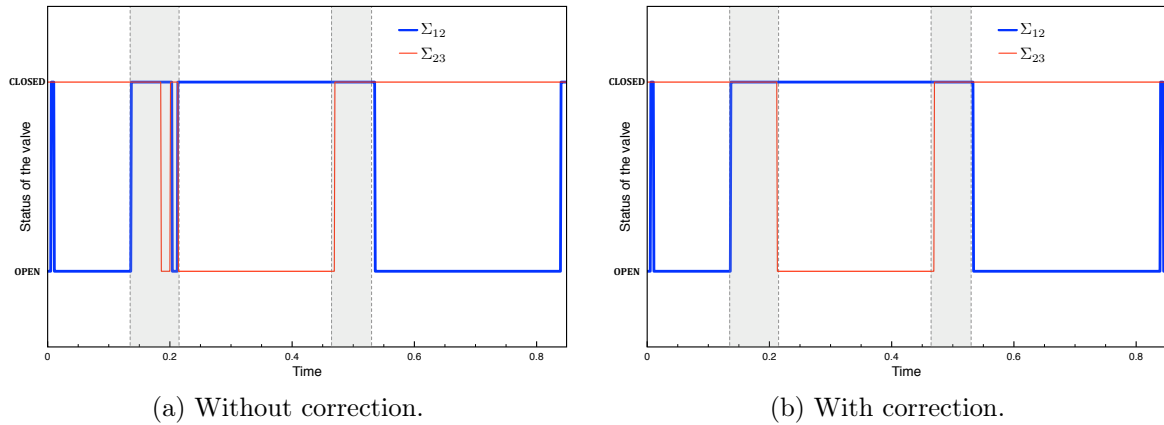 Σ₁₂
Σ₂₃
CLOSED
Status of the valve
OPEN
0 0.2 0.4 0.6 0.8
Time
(a) Without correction.
Σ₁₂
Σ₂₃
CLOSED
Status of the valve
OPEN
0 0.2 0.4 0.6 0.8
Time
(b) With correction.